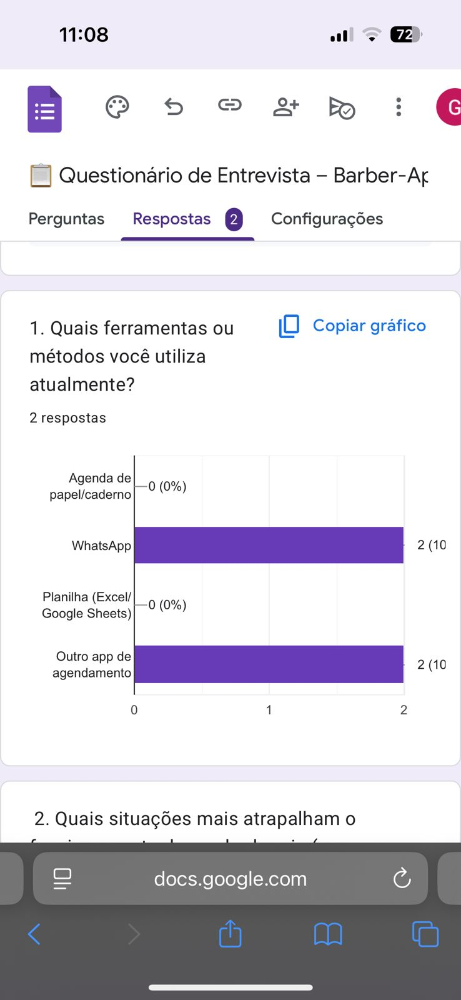 11:08
72
G
Questionário de Entrevista – Barber-Ap
Perguntas
Respostas
2
Configurações
1. Quais ferramentas ou
métodos você utiliza
atualmente?
Copiar gráfico
2 respostas
Agenda de
papel/caderno
0 (0%)
WhatsApp
2 (10
Planilha (Excel/
Google Sheets)
0 (0%)
Outro app de
agendamento
2 (10
0
1
2
2. Quais situações mais atrapalham o
docs.google.com